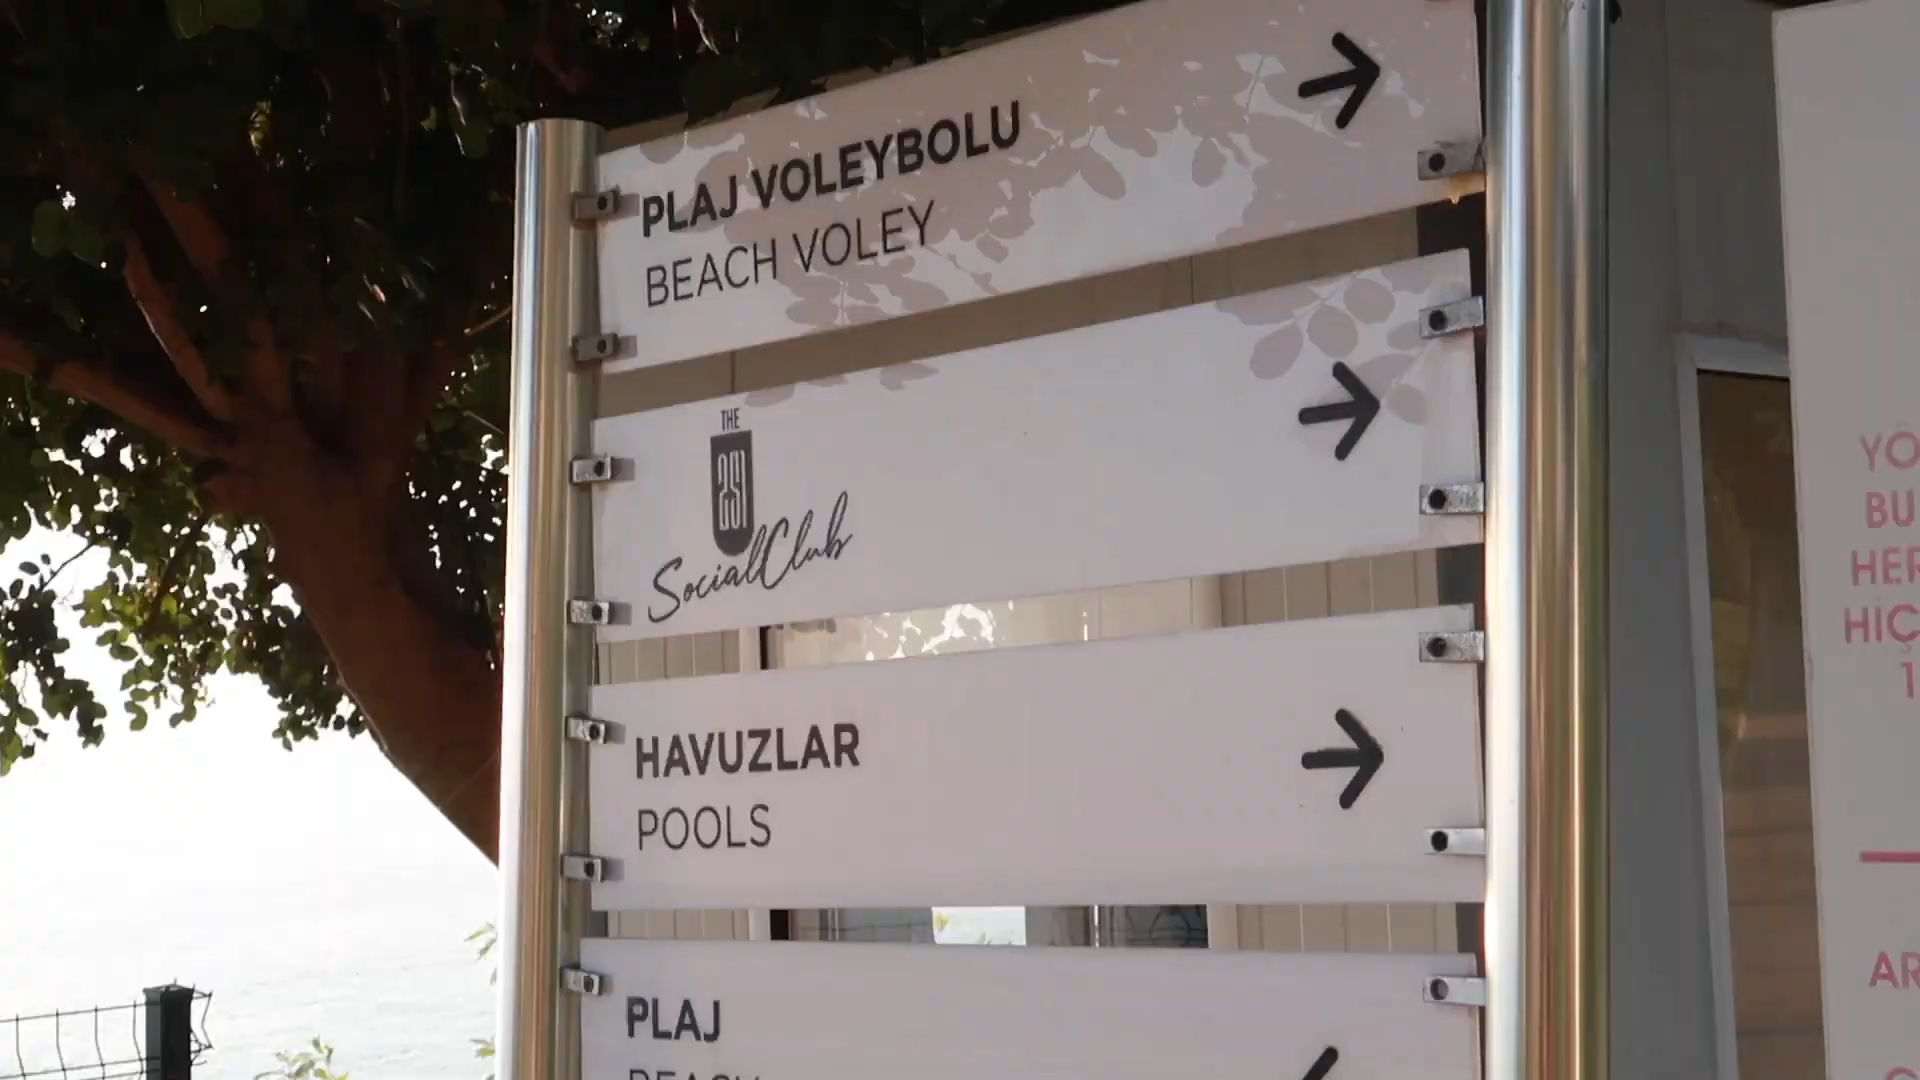 PLAJ VOLEYBOLU
BEACH VOLEY
THE
251
SocialClub
HAVUZLAR
POOLS
PLAJ
BEACH